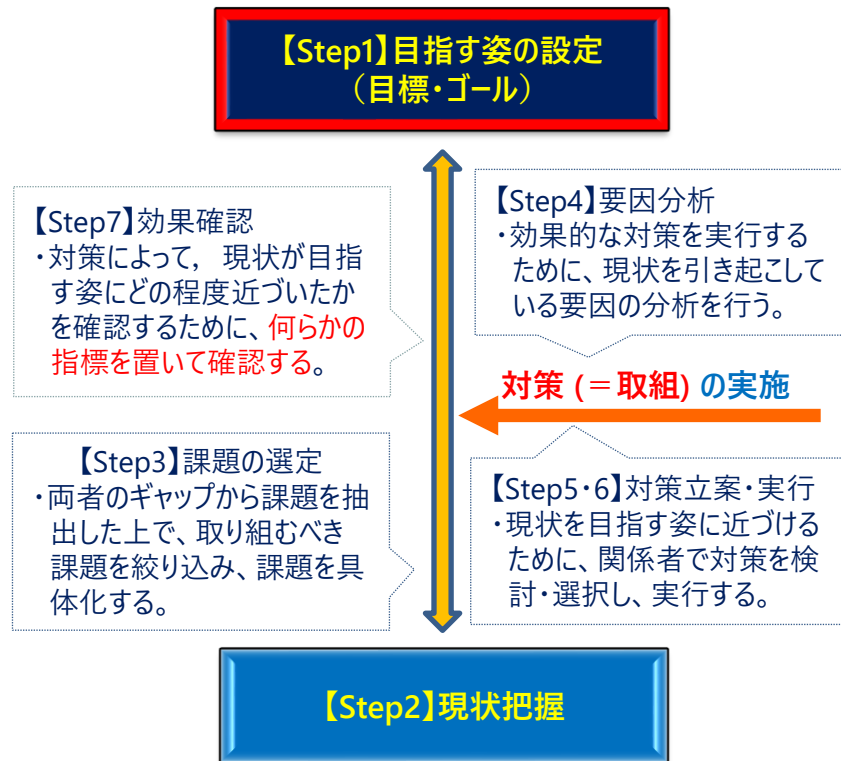 【Step1】目指す姿の設定
（目標・ゴール）
【Step7】効果確認
・対策によって， 現状が目指
す姿にどの程度近づいたか
を確認するために、何らかの
指標を置いて確認する。
【Step4】要因分析
・効果的な対策を実行する
ために、現状を引き起こして
いる要因の分析を行う。
対策 (＝取組) の実施
【Step3】課題の選定
・両者のギャップから課題を抽
出した上で、取り組むべき
課題を絞り込み、課題を具
体化する。
【Step5・6】対策立案・実行
・現状を目指す姿に近づける
ために、関係者で対策を検
討・選択し、実行する。
【Step2】現状把握